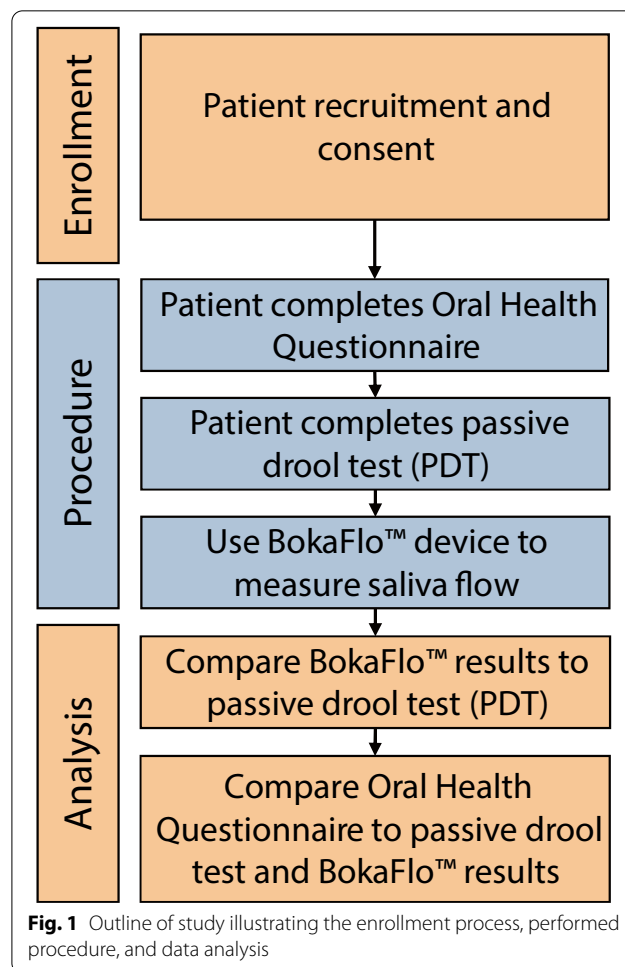 Enrollment
Patient recruitment and
consent
Procedure
Patient completes Oral Health
Questionnaire
Patient completes passive
drool test (PDT)
Use BokaFlo™ device to
measure saliva flow
Analysis
Compare BokaFlo™ results to
passive drool test (PDT)
Compare Oral Health
Questionnaire to passive drool
test and BokaFlo™ results
Fig. 1 Outline of study illustrating the enrollment process, performed
procedure, and data analysis